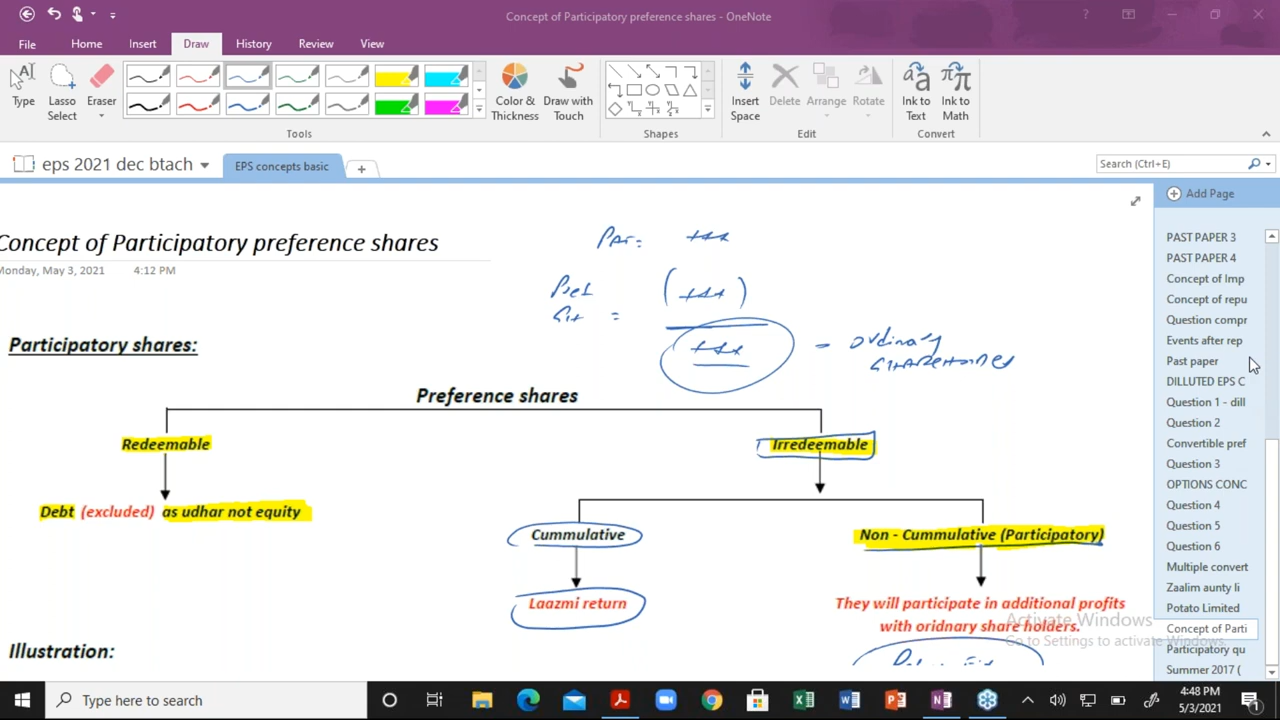 Concept of Participatory preference shares - OneNote
File Home Insert Draw History Review View
Type
Lasso Select
Eraser
Color & Thickness
Draw with Touch
Insert Space
Delete
Arrange
Rotate
Ink to Text
Ink to Math
Tools
Shapes
Edit
Convert
eps 2021 dec btach
EPS concepts basic
Search (Ctrl+E)
Concept of Participatory preference shares
Monday, May 3, 2021 4:12 PM
Participatory shares:
= ordinary
Preference shares
Redeemable
Irredeemable
Debt (excluded) as udhar not equity
Cummulative
Non - Cummulative (Participatory)
Laazmi return
They will participate in additional profits
with oridnary share holders.
Illustration:
Activate Windows
Go to Settings to activate Windows.
Add Page
PAST PAPER 3
PAST PAPER 4
Concept of Imp
Concept of repu
Question compr
Events after rep
Past paper
DILLUTED EPS C
Question 1 - dill
Question 2
Convertible pref
Question 3
OPTIONS CONC
Question 4
Question 5
Question 6
Multiple convert
Zaalim aunty li
Potato Limited
Concept of Parti
Participatory qu
Summer 2017 (
Type here to search
4:48 PM
5/3/2021